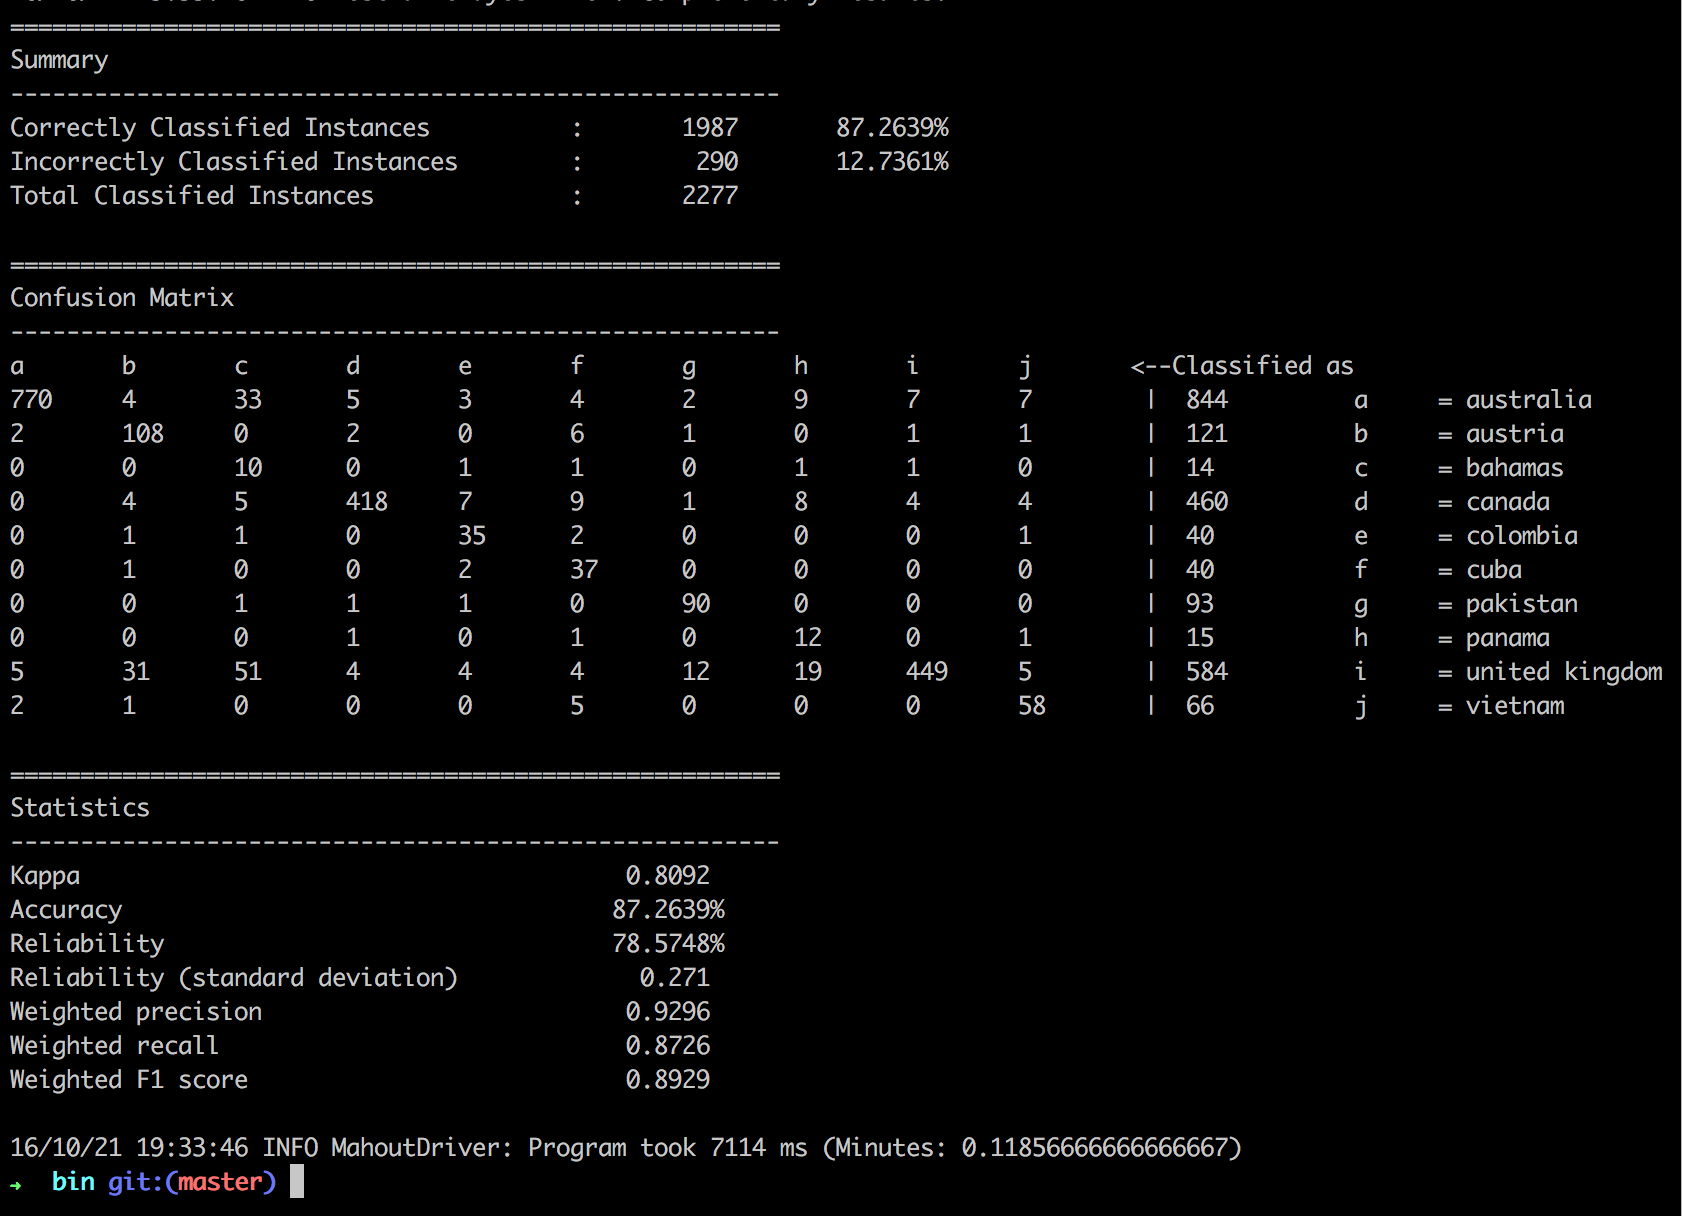 =======================================================
Summary
-------------------------------------------------------
Correctly Classified Instances          :       1987       87.2639%
Incorrectly Classified Instances        :        290       12.7361%
Total Classified Instances              :       2277

=======================================================
Confusion Matrix
-------------------------------------------------------
a       b       c       d       e       f       g       h       i       j       <--Classified as
770     4       33      5       3       4       2       9       7       7        |  844         a     = australia
2       108     0       2       0       6       1       0       1       1        |  121         b     = austria
0       0       10      0       1       1       0       1       1       0        |  14          c     = bahamas
0       4       5       418     7       9       1       8       4       4        |  460         d     = canada
0       1       1       0       35      2       0       0       0       1        |  40          e     = colombia
0       1       0       0       2       37      0       0       0       0        |  40          f     = cuba
0       0       1       1       1       0       90      0       0       0        |  93          g     = pakistan
0       0       0       1       0       1       0       12      0       1        |  15          h     = panama
5       31      51      4       4       4       12      19      449     5        |  584         i     = united kingdom
2       1       0       0       0       5       0       0       0       58       |  66          j     = vietnam

=======================================================
Statistics
-------------------------------------------------------
Kappa                                       0.8092
Accuracy                                   87.2639%
Reliability                                78.5748%
Reliability (standard deviation)             0.271
Weighted precision                          0.9296
Weighted recall                             0.8726
Weighted F1 score                           0.8929

16/10/21 19:33:46 INFO MahoutDriver: Program took 7114 ms (Minutes: 0.11856666666666667)
➜  bin git:(master)